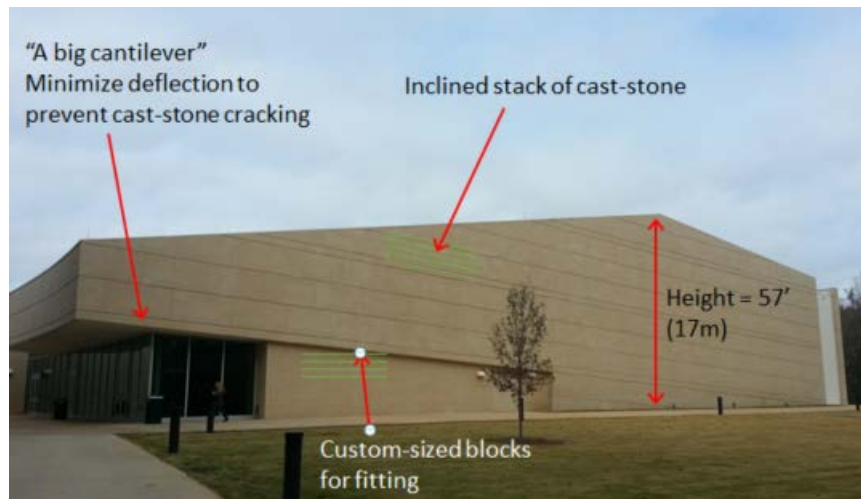 “A big cantilever”
Minimize deflection to
prevent cast-stone cracking
Inclined stack of cast-stone
Height = 57’
(17m)
Custom-sized blocks
for fitting